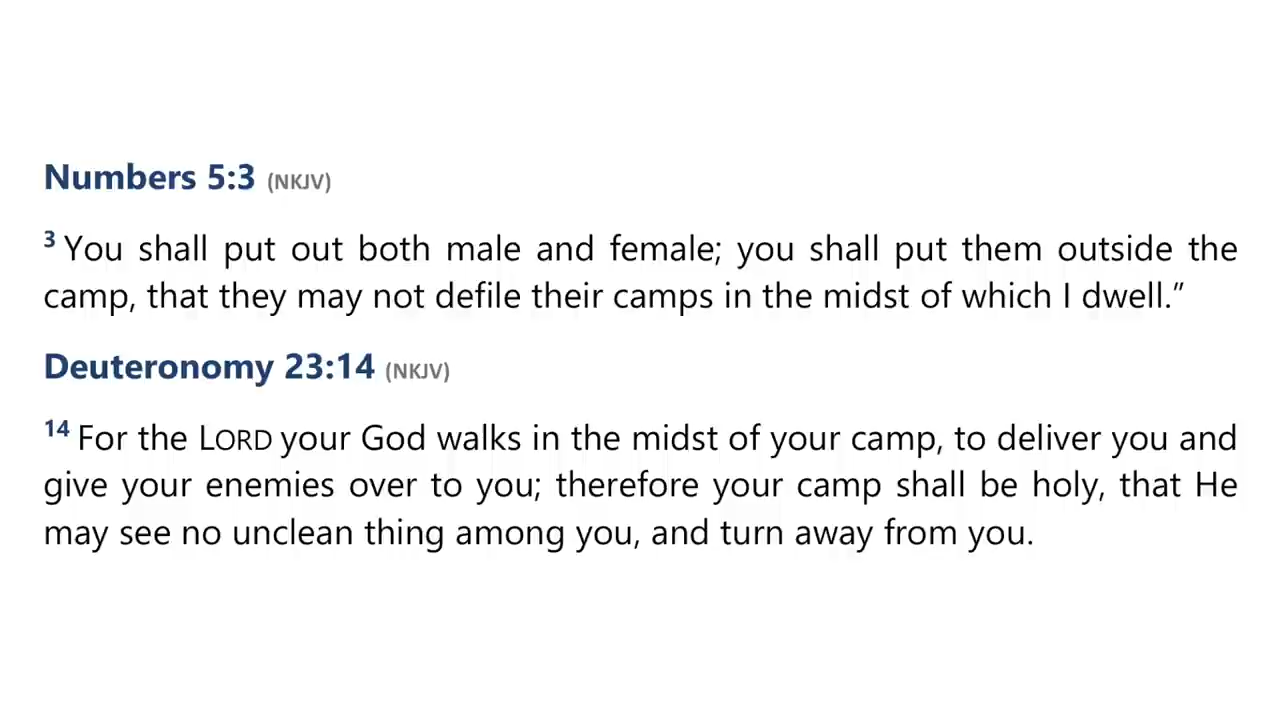 Numbers 5:3 (NKJV)
3 You shall put out both male and female; you shall put them outside the
camp, that they may not defile their camps in the midst of which I dwell.”
Deuteronomy 23:14 (NKJV)
14 For the LORD your God walks in the midst of your camp, to deliver you and
give your enemies over to you; therefore your camp shall be holy, that He
may see no unclean thing among you, and turn away from you.